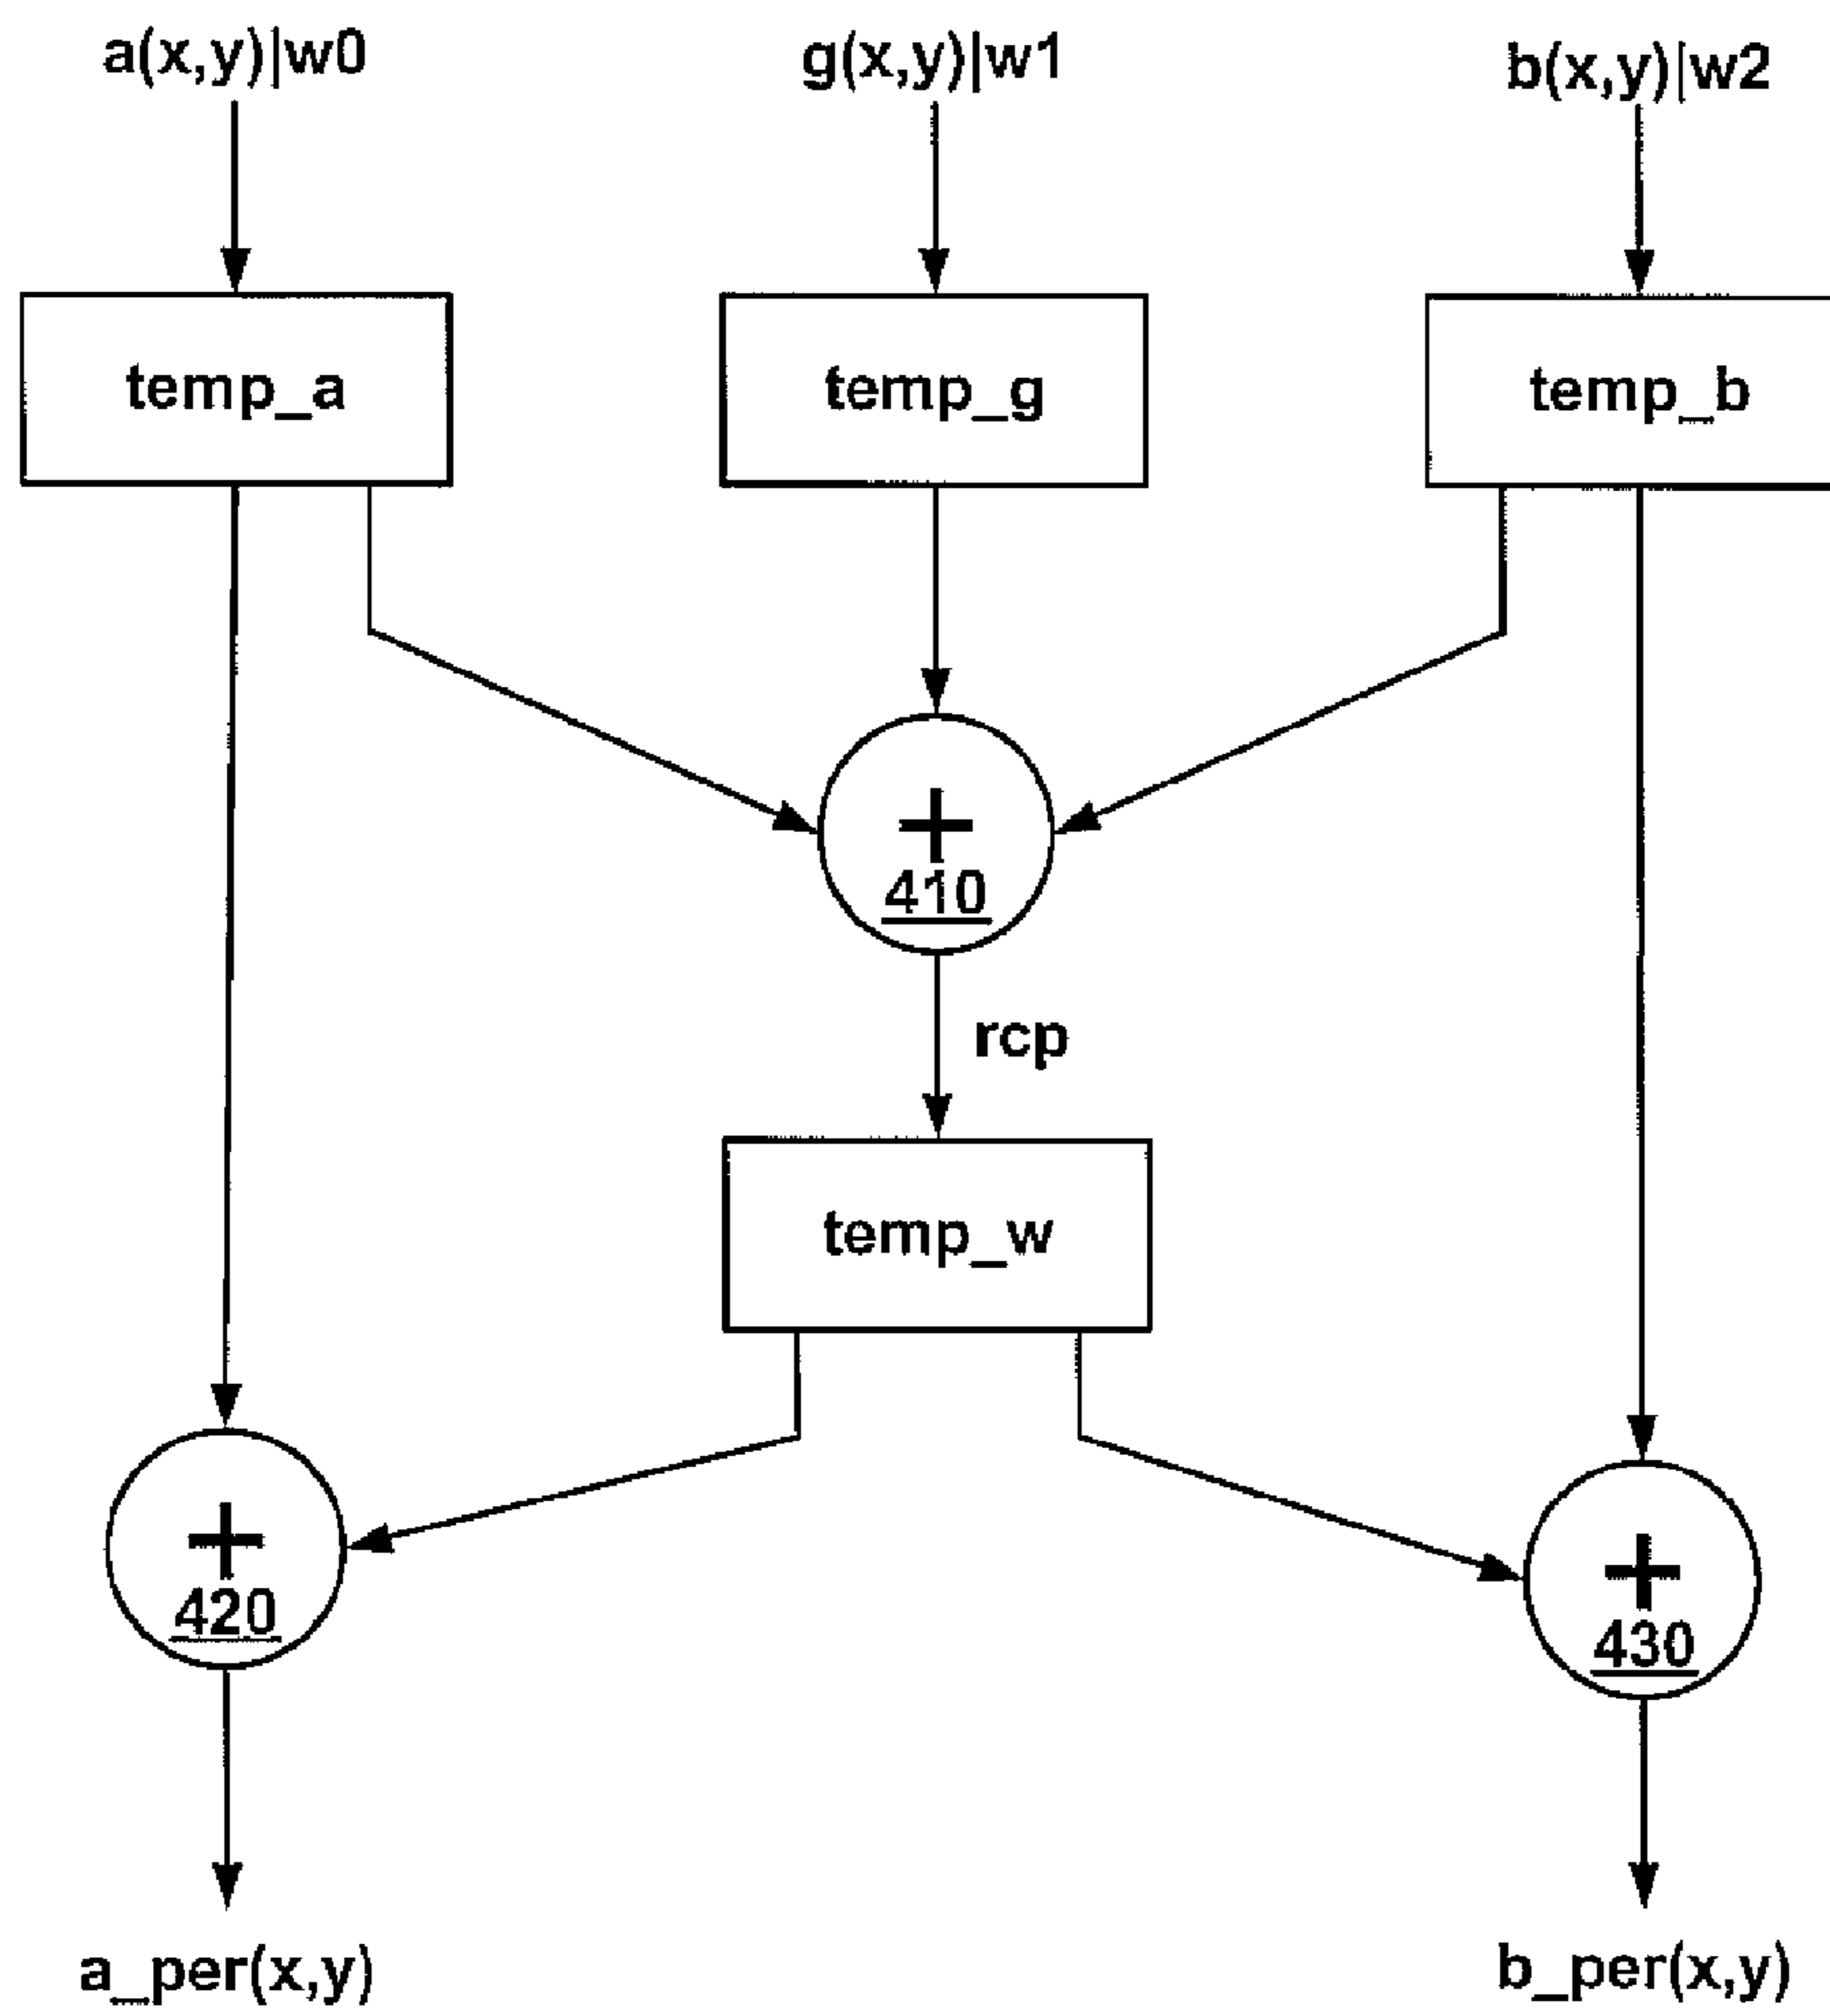 a(x,y)|w0
g(x,y)|w1
b(x,y)|w2
temp_a
temp_g
temp_b
+
410
rcp
temp_w
+
420
+
430
a_per(x,y)
b_per(x,y)